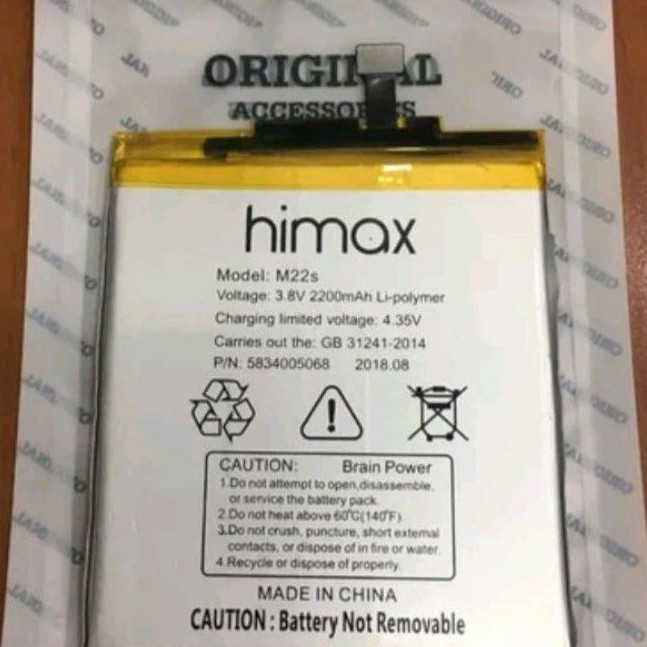 ORIGINAL
ACCESSORIES
himax
Model: M22s
Voltage: 3.8V 2200mAh Li-polymer
Charging limited voltage: 4.35V
Carries out the: GB 31241-2014
P/N: 5834005068 2018.08
CAUTION: Brain Power
1.Do not attempt to open,disassemble,
or service the battery pack.
2.Do not heat above 60°C(140°F).
3.Do not crush, puncture, short external
contacts, or dispose of in fire or water.
4.Recycle or dispose of properly.
MADE IN CHINA
CAUTION : Battery Not Removable